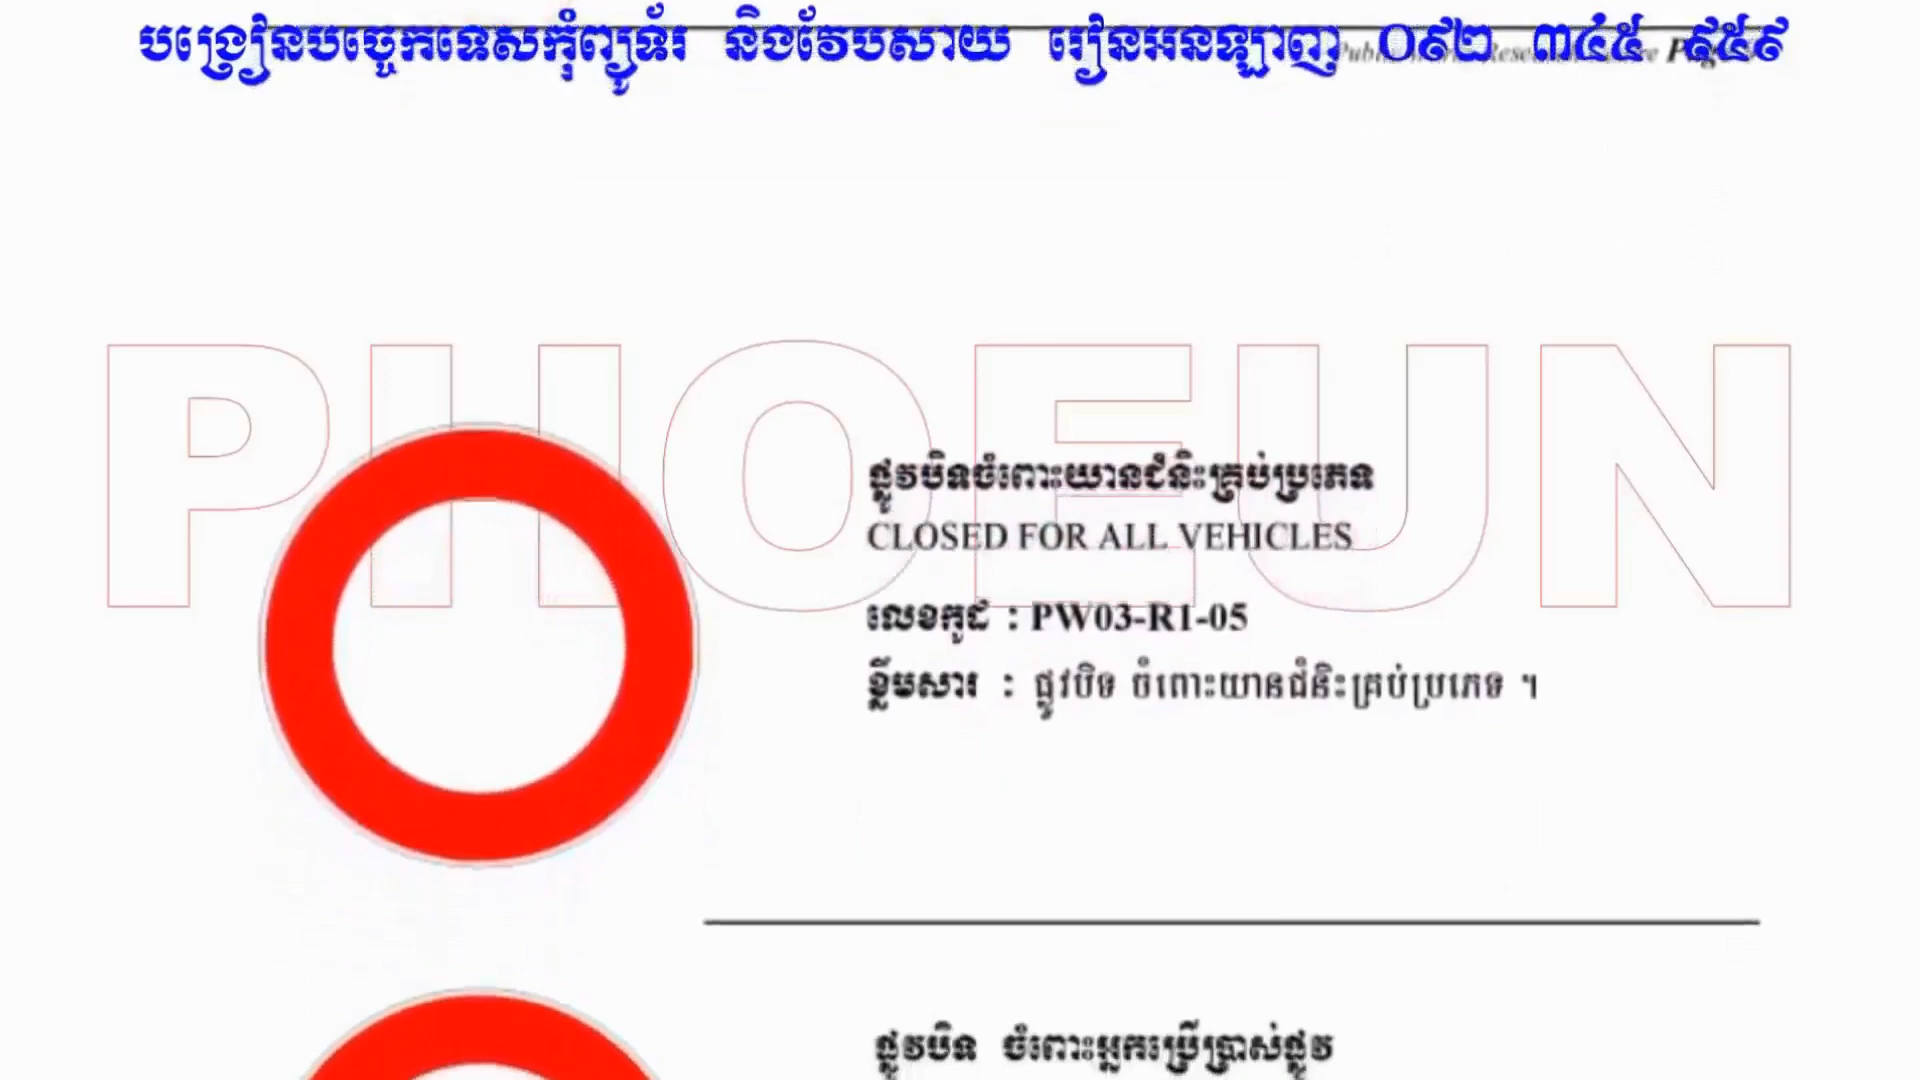 បង្រៀនបច្ចេកទេសកុំព្យូទ័រ និងវែបសាយ រៀនអនឡាញ ០៩២ ៣៤៥ ៩៥៩
PHOEUN
ផ្លូវបិទចំពោះយានជំនិះគ្រប់ប្រភេទ
CLOSED FOR ALL VEHICLES
លេខកូដ : PW03-R1-05
ខ្លឹមសារ : ផ្លូវបិទ ចំពោះយានជំនិះគ្រប់ប្រភេទ ។
ផ្លូវបិទ ចំពោះអ្នកប្រើប្រាស់ផ្លូវ